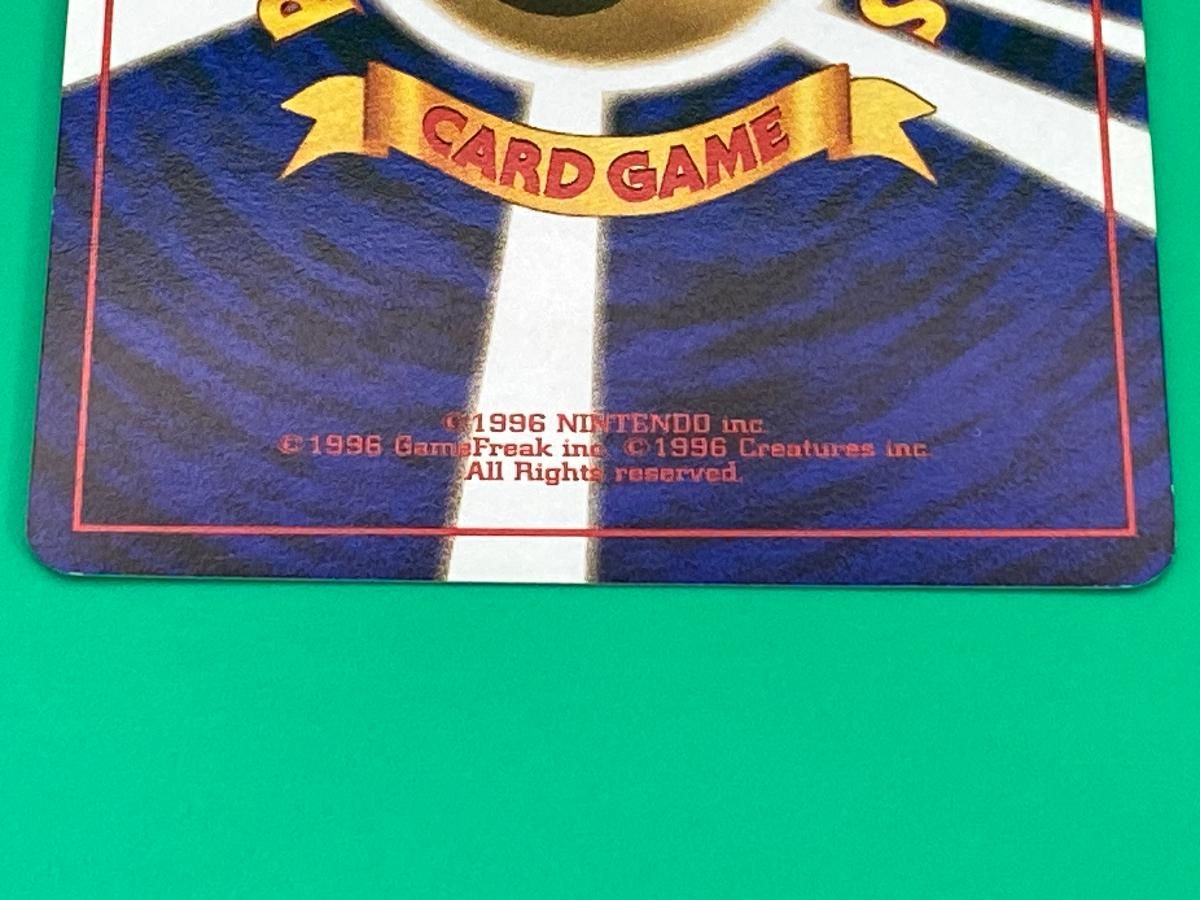 CARD GAME
©1996 NINTENDO inc.
©1996 GameFreak inc. ©1996 Creatures inc.
All Rights reserved.